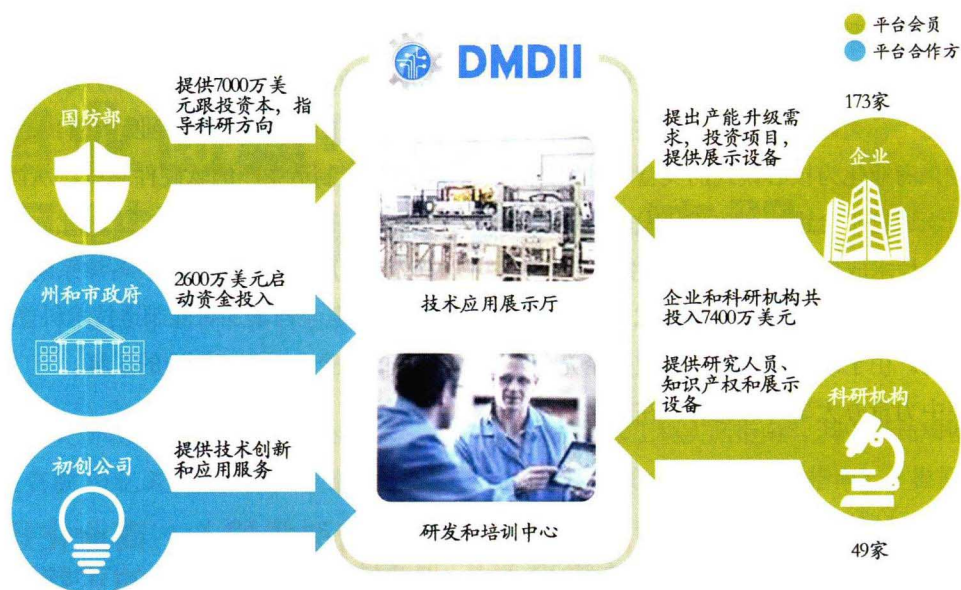 DMDII
平台会员
平台合作方
国防部
提供7000万美
元跟投资本，指
导科研方向
州和市政府
2600万美元启
动资金投入
初创公司
提供技术创新
和应用服务
技术应用展示厅
研发和培训中心
173家
企业
提出产能升级需
求，投资项目，
提供展示设备
企业和科研机构共
投入7400万美元
提供研究人员、
知识产权和展示
设备
科研机构
49家